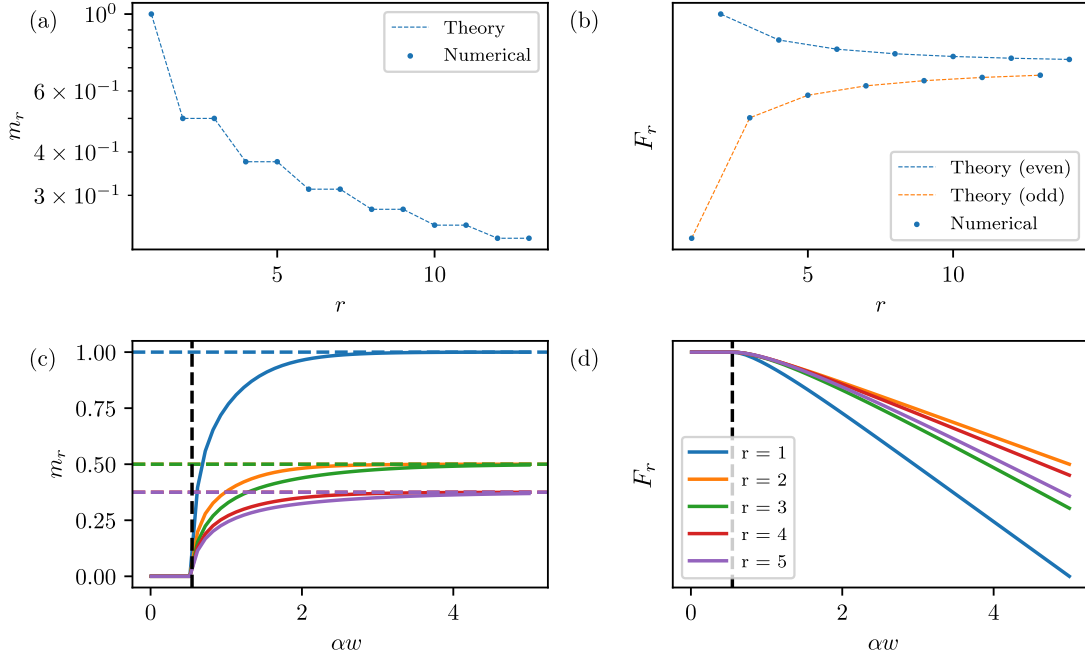 (a)
10⁰
6 × 10⁻¹
4 × 10⁻¹
3 × 10⁻¹
m_r
Theory
Numerical
5
10
r
(b)
F_r
Theory (even)
Theory (odd)
Numerical
5
10
r
(c)
1.00
0.75
0.50
0.25
0.00
m_r
0
2
4
αw
(d)
F_r
r = 1
r = 2
r = 3
r = 4
r = 5
0
2
4
αw